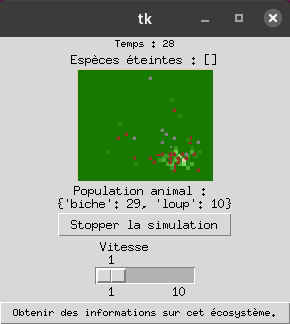 tk
Temps : 28
Espèces éteintes : []
Population animal :
{'biche': 29, 'loup': 10}
Stopper la simulation
Vitesse
1
1 10
Obtenir des informations sur cet écosystème.